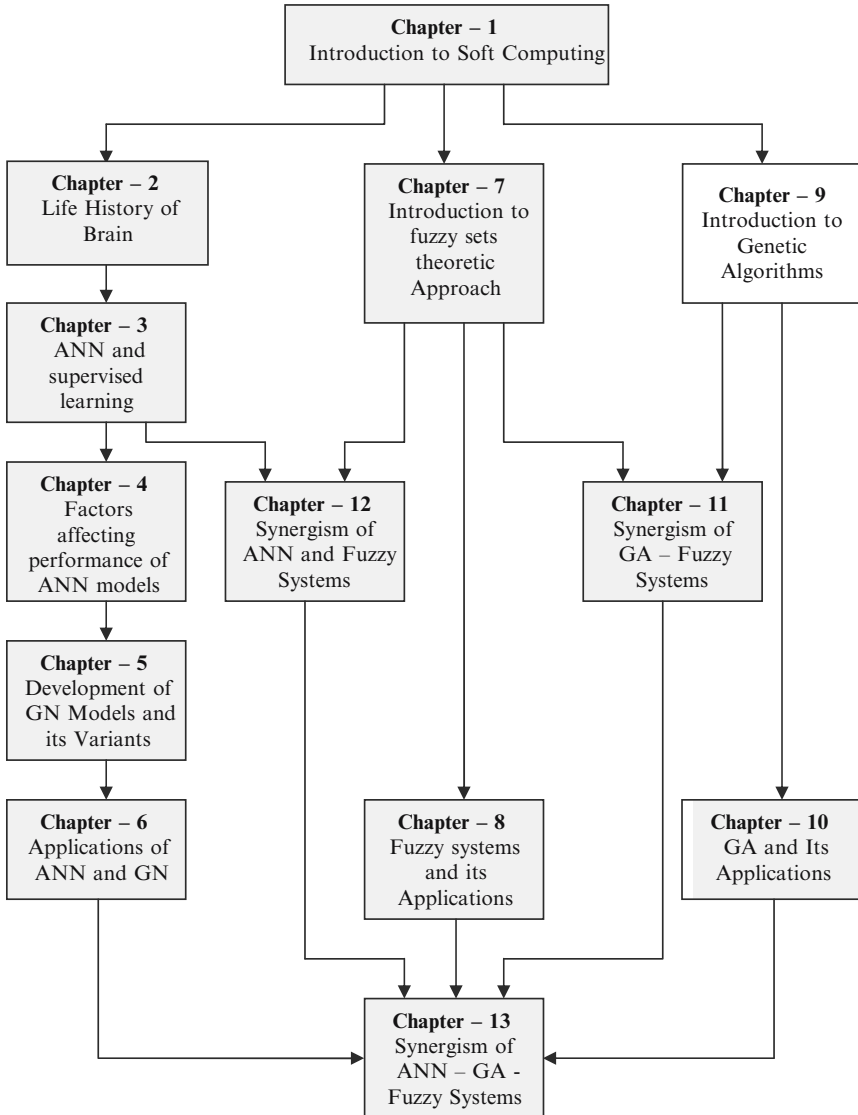 Chapter – 1
Introduction to Soft Computing
Chapter – 2
Life History of
Brain
Chapter – 7
Introduction to
fuzzy sets
theoretic
Approach
Chapter – 9
Introduction to
Genetic
Algorithms
Chapter – 3
ANN and
supervised
learning
Chapter – 4
Factors
affecting
performance of
ANN models
Chapter – 12
Synergism of
ANN and Fuzzy
Systems
Chapter – 11
Synergism of
GA – Fuzzy
Systems
Chapter – 5
Development of
GN Models and
its Variants
Chapter – 6
Applications of
ANN and GN
Chapter – 8
Fuzzy systems
and its
Applications
Chapter – 10
GA and Its
Applications
Chapter – 13
Synergism of
ANN – GA -
Fuzzy Systems